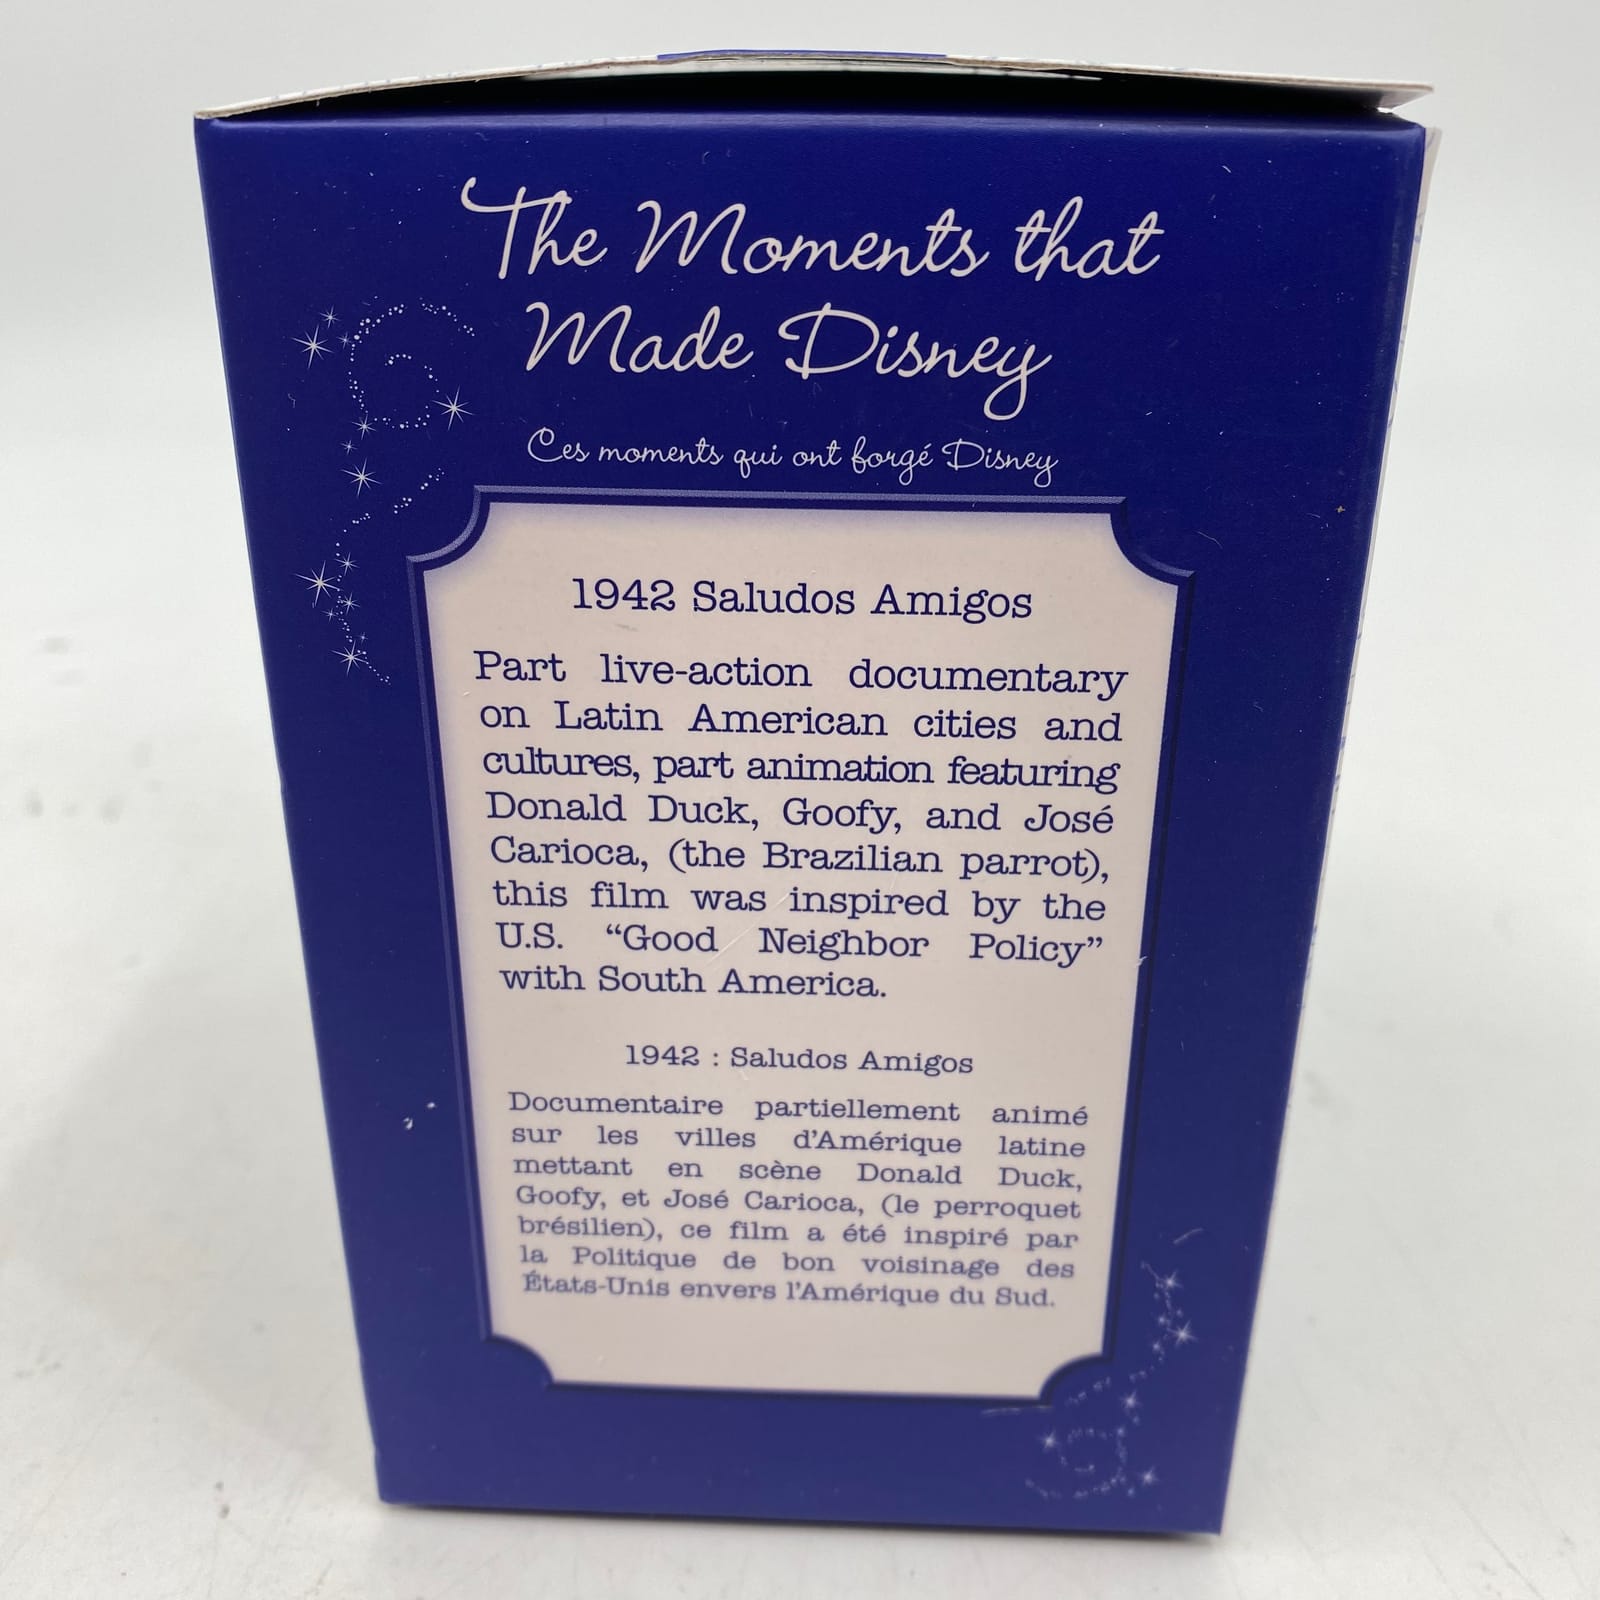 The Moments that
Made Disney
Ces moments qui ont forgé Disney
1942 Saludos Amigos
Part live-action documentary
on Latin American cities and
cultures, part animation featuring
Donald Duck, Goofy, and José
Carioca, (the Brazilian parrot),
this film was inspired by the
U.S. “Good Neighbor Policy”
with South America.
1942 : Saludos Amigos
Documentaire partiellement animé
sur les villes d’Amérique latine
mettant en scène Donald Duck,
Goofy, et José Carioca, (le perroquet
brésilien), ce film a été inspiré par
la Politique de bon voisinage des
États-Unis envers l’Amérique du Sud.